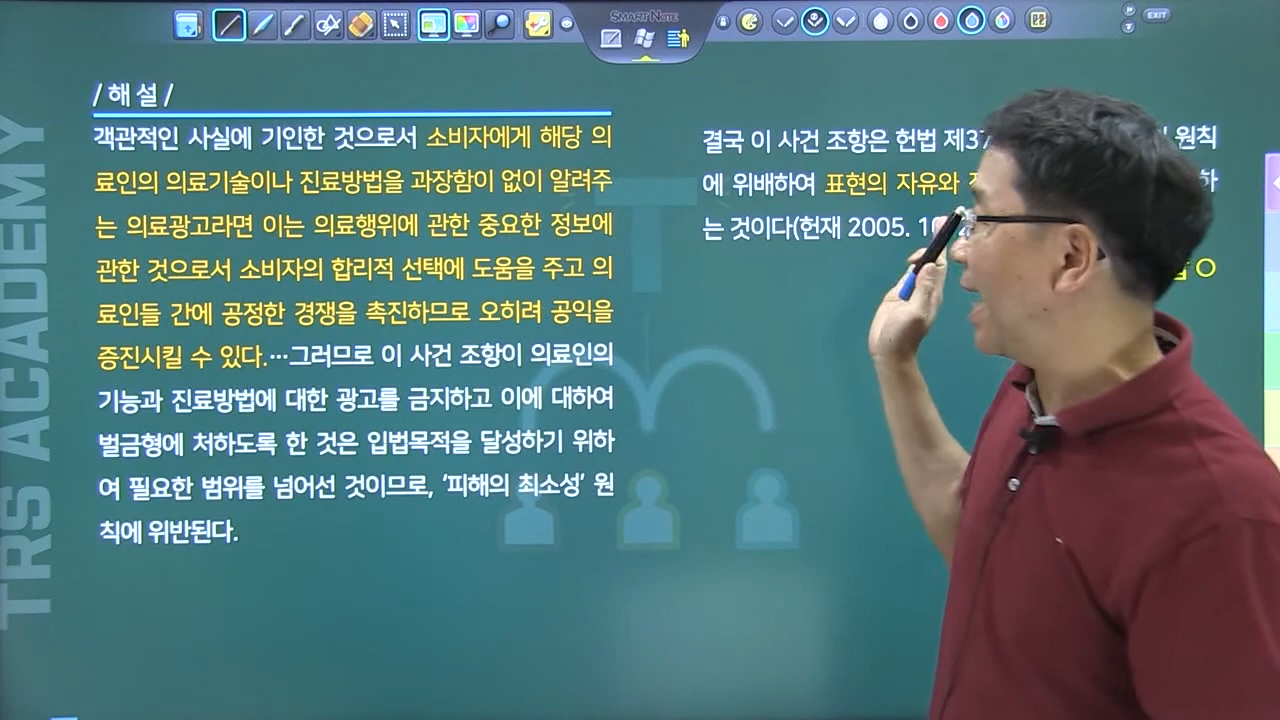 SMART NOTE
EXIT
TRS ACADEMY
/ 해 설 /
객관적인 사실에 기인한 것으로서 소비자에게 해당 의
료인의 의료기술이나 진료방법을 과장함이 없이 알려주
는 의료광고라면 이는 의료행위에 관한 중요한 정보에
관한 것으로서 소비자의 합리적 선택에 도움을 주고 의
료인들 간에 공정한 경쟁을 촉진하므로 오히려 공익을
증진시킬 수 있다.…그러므로 이 사건 조항이 의료인의
기능과 진료방법에 대한 광고를 금지하고 이에 대하여
벌금형에 처하도록 한 것은 입법목적을 달성하기 위하
여 필요한 범위를 넘어선 것이므로, ‘피해의 최소성’ 원
칙에 위반된다.
결국 이 사건 조항은 헌법 제37 원칙
에 위배하여 표현의 자유와 하
는 것이다(헌재 2005. 10
O